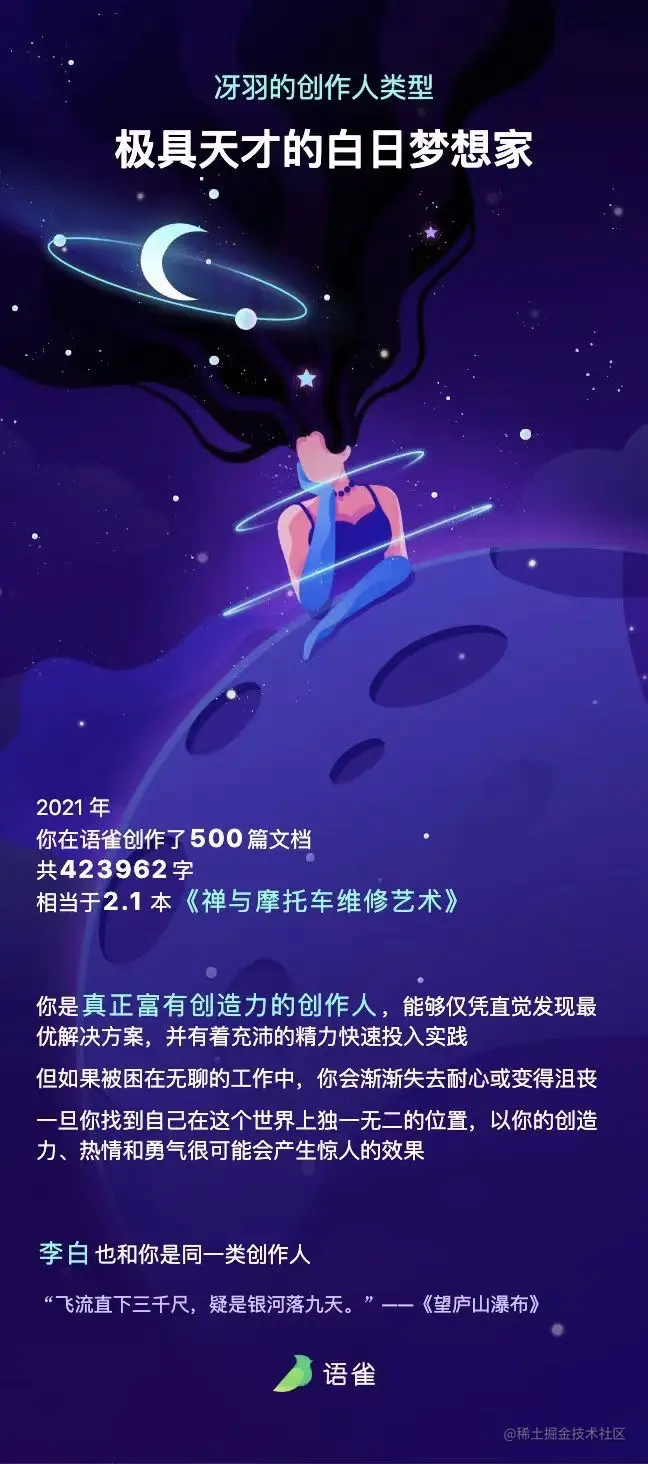 冴羽的创作人类型
极具天才的白日梦想家
2021 年
你在语雀创作了500篇文档
共423962字
相当于2.1 本《禅与摩托车维修艺术》
你是真正富有创造力的创作人，能够仅凭直觉发现最
优解决方案，并有着充沛的精力快速投入实践
但如果被困在无聊的工作中，你会渐渐失去耐心或变得沮丧
一旦你找到自己在这个世界上独一无二的位置，以你的创造
力、热情和勇气很可能会产生惊人的效果
李白也和你是同一类创作人
“飞流直下三千尺，疑是银河落九天。”——《望庐山瀑布》
语雀
@稀土掘金技术社区